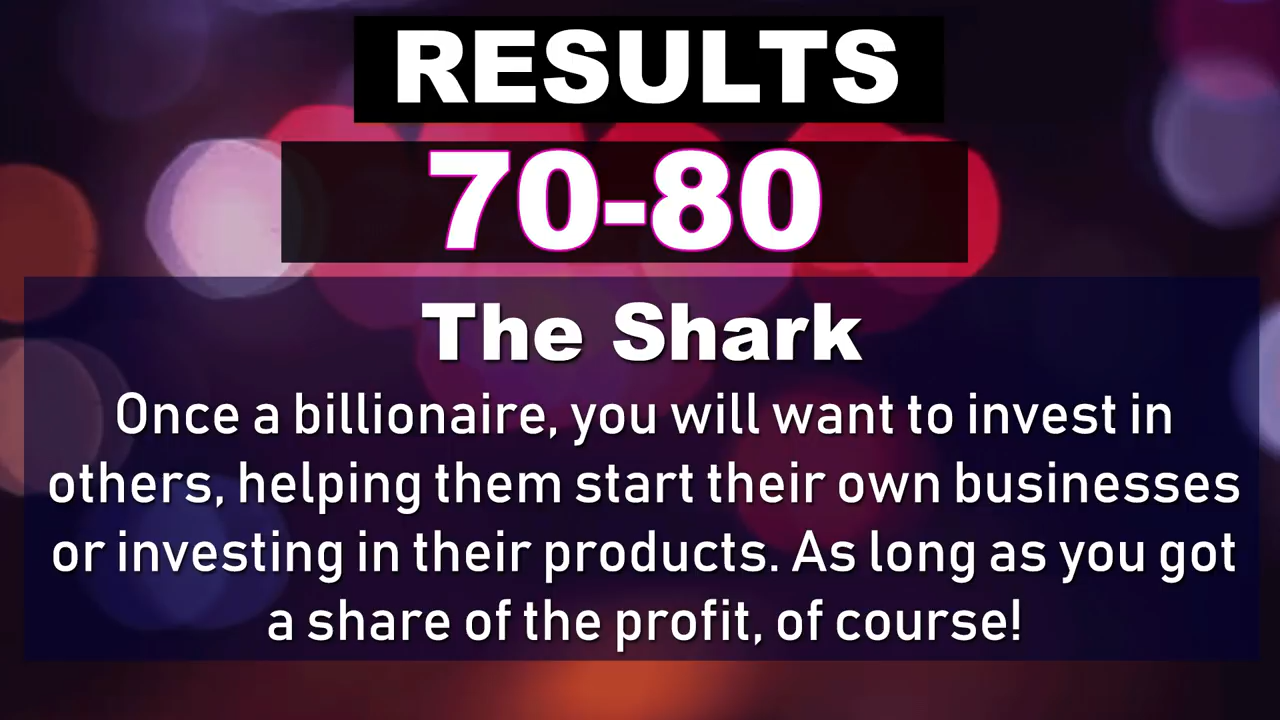 RESULTS
70-80
The Shark
Once a billionaire, you will want to invest in
others, helping them start their own businesses
or investing in their products. As long as you got
a share of the profit, of course!